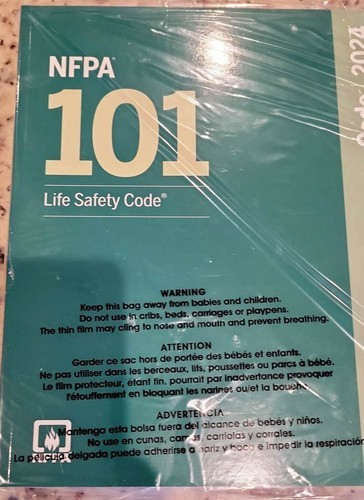 NFPA®
101
Life Safety Code®
2024
WARNING
Keep this bag away from babies and children.
Do not use in cribs, beds, carriages or playpens.
The thin film may cling to nose and mouth and prevent breathing.
ATTENTION
Garder ce sac hors de portée des bébés et enfants.
Ne pas utiliser dans les berceaux, lits, poussettes ou parcs à bébé.
Le film protecteur, étant fin, pourrait par inadvertance provoquer
l'étouffement en bloquant les narines ou/et la bouche
ADVERTENCIA
Mantenga esta bolsa fuera del alcance de bebés y niños.
No use en cunas, camas, carriolas y corrales.
La película delgada puede adherirse a nariz y boca e impedir la respiración